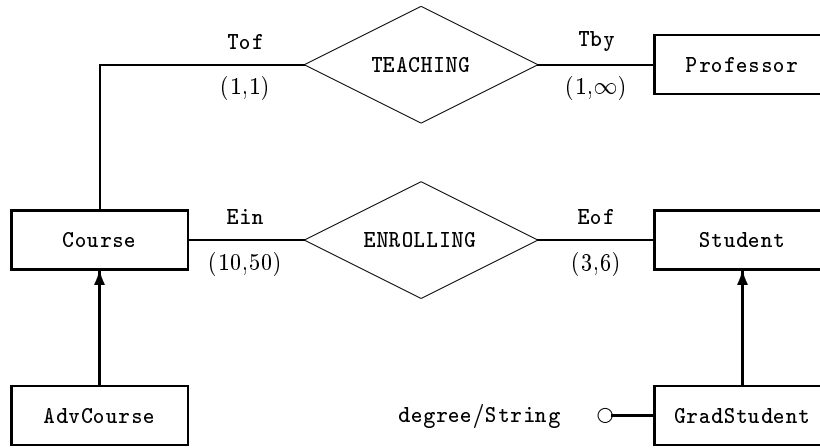 Tof
TEACHING
Tby
Professor
(1,1)
(1,∞)
Course
Ein
ENROLLING
Eof
Student
(10,50)
(3,6)
AdvCourse
degree/String
GradStudent